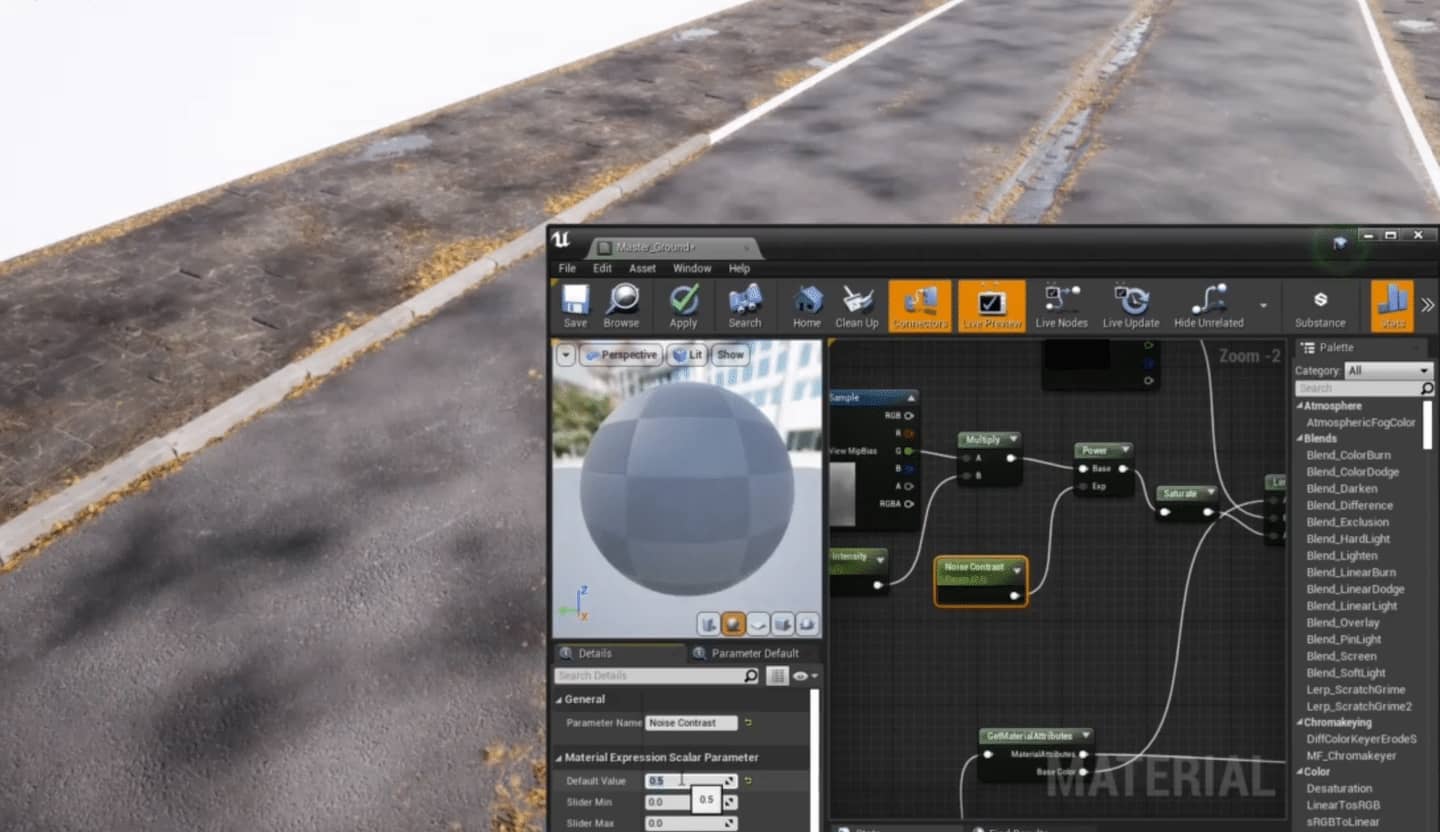 Master_Ground*
File Edit Asset Window Help
Save Browse Apply Search Home Clean Up Connectors Live Preview Live Nodes Live Update Hide Unrelated Substance Stats
Perspective Lit Show
Zoom -2
Sample
RGB
R
View MipBias G
B
A
RGBA
Multiply
A
B
Power
Base
Exp
Saturate
Intensity
Noise Contrast
GetMaterialAttributes
MaterialAttributes
Base Color
MATERIAL
Z
X
Details Parameter Default
Search Details
General
Parameter Name Noise Contrast
Material Expression Scalar Parameter
Default Value 0.5
0.5
Slider Min 0.0
Slider Max 0.0
Palette
Category: All
Search
Atmosphere
AtmosphericFogColor
Blends
Blend_ColorBurn
Blend_ColorDodge
Blend_Darken
Blend_Difference
Blend_Exclusion
Blend_HardLight
Blend_Lighten
Blend_LinearBurn
Blend_LinearDodge
Blend_LinearLight
Blend_Overlay
Blend_PinLight
Blend_Screen
Blend_SoftLight
Lerp_ScratchGrime
Lerp_ScratchGrime2
Chromakeying
DiffColorKeyerErodeS
MF_Chromakeyer
Color
Desaturation
LinearTosRGB
sRGBToLinear